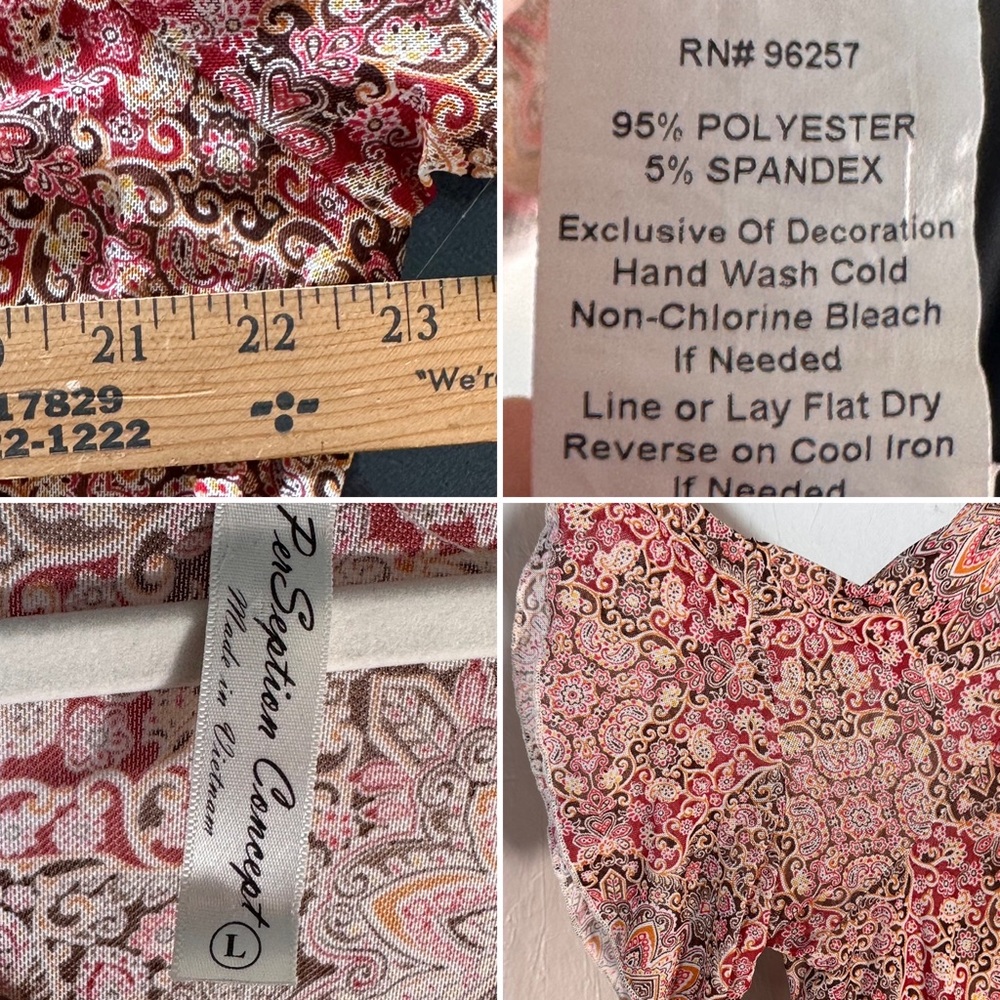 21 22 23
17829
22-1222
"We're
RN# 96257
95% POLYESTER
5% SPANDEX
Exclusive Of Decoration
Hand Wash Cold
Non-Chlorine Bleach
If Needed
Line or Lay Flat Dry
Reverse on Cool Iron
If Needed
PerSeption Concept
Made in Vietnam
L